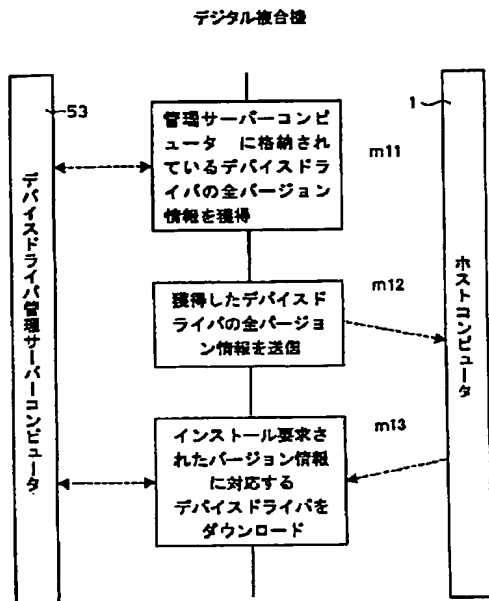 デジタル複合機
53
1
管理サーバーコンピ
ュータ に格納され
ているデバイスドラ
イバの全バージョン
情報を獲得
m11
デバイスドライバ管理サーバーコンピュータ
ホストコンピュータ
m12
獲得したデバイスド
ライバの全バージョ
ン情報を送信
m13
インストール要求さ
れたバージョン情報
に対応する
デバイスドライバを
ダウンロード